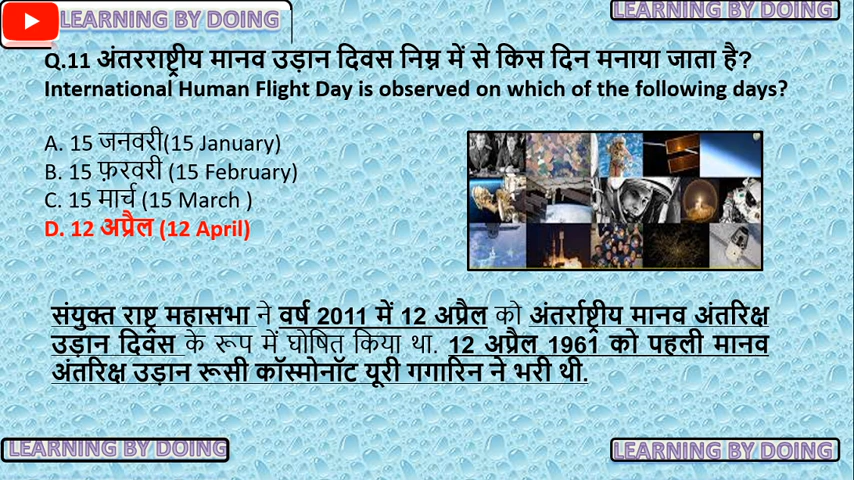 LEARNING BY DOING
LEARNING BY DOING
Q.11 अंतरराष्ट्रीय मानव उड़ान दिवस निम्न में से किस दिन मनाया जाता है?
International Human Flight Day is observed on which of the following days?
A. 15 जनवरी(15 January)
B. 15 फ़रवरी (15 February)
C. 15 मार्च (15 March )
D. 12 अप्रैल (12 April)
संयुक्त राष्ट्र महासभा ने वर्ष 2011 में 12 अप्रैल को अंतर्राष्ट्रीय मानव अंतरिक्ष
उड़ान दिवस के रूप में घोषित किया था. 12 अप्रैल 1961 को पहली मानव
अंतरिक्ष उड़ान रूसी कॉस्मोनॉट यूरी गगारिन ने भरी थी.
LEARNING BY DOING
LEARNING BY DOING